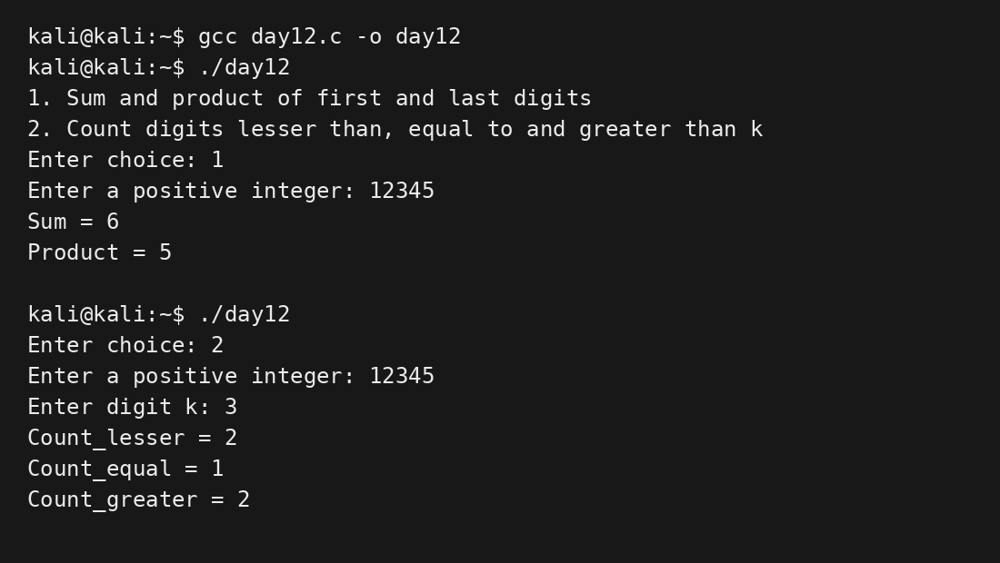 kali@kali:~$ gcc day12.c -o day12
kali@kali:~$ ./day12
1. Sum and product of first and last digits
2. Count digits lesser than, equal to and greater than k
Enter choice: 1
Enter a positive integer: 12345
Sum = 6
Product = 5
kali@kali:~$ ./day12
Enter choice: 2
Enter a positive integer: 12345
Enter digit k: 3
Count_lesser = 2
Count_equal = 1
Count_greater = 2